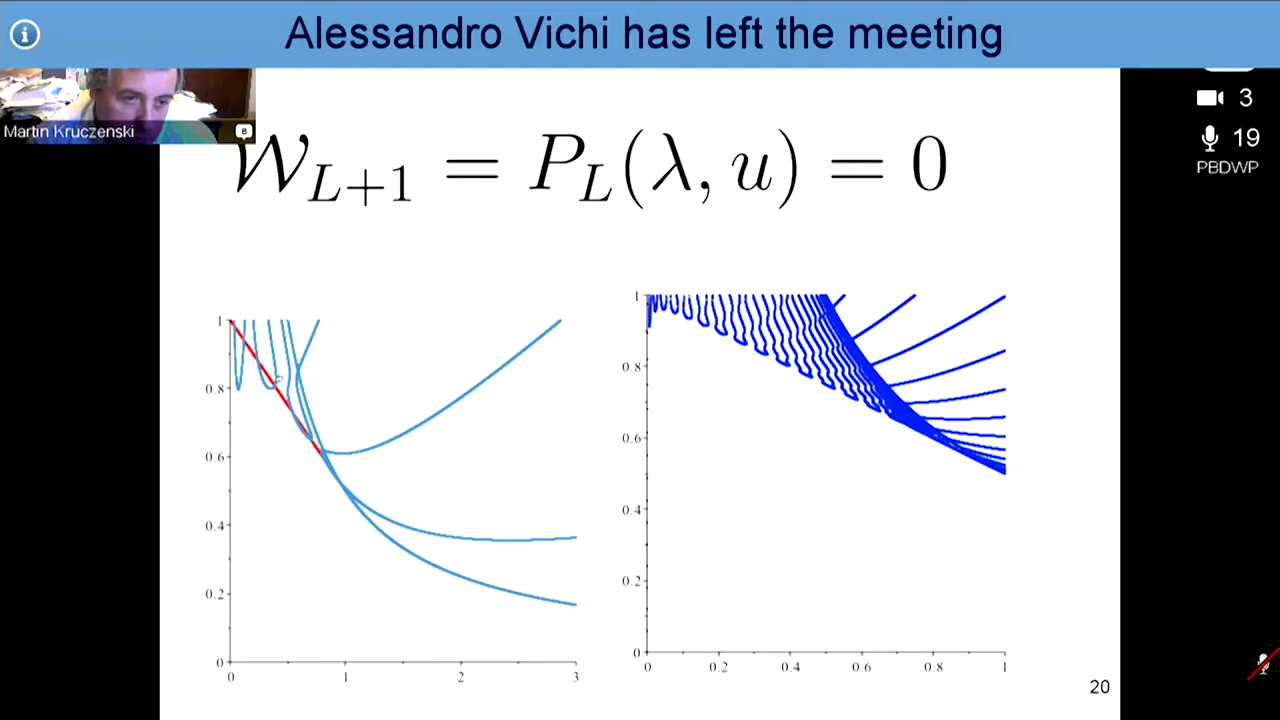 Alessandro Vichi has left the meeting
Martin Kruczenski
8
3
19
PBDWP
𝒲_{L+1} = P_L(λ, u) = 0
1
0.8
0.6
0.4
0.2
0
0 1 2 3
1
0.8
0.6
0.4
0.2
0
0 0.2 0.4 0.6 0.8 1
20